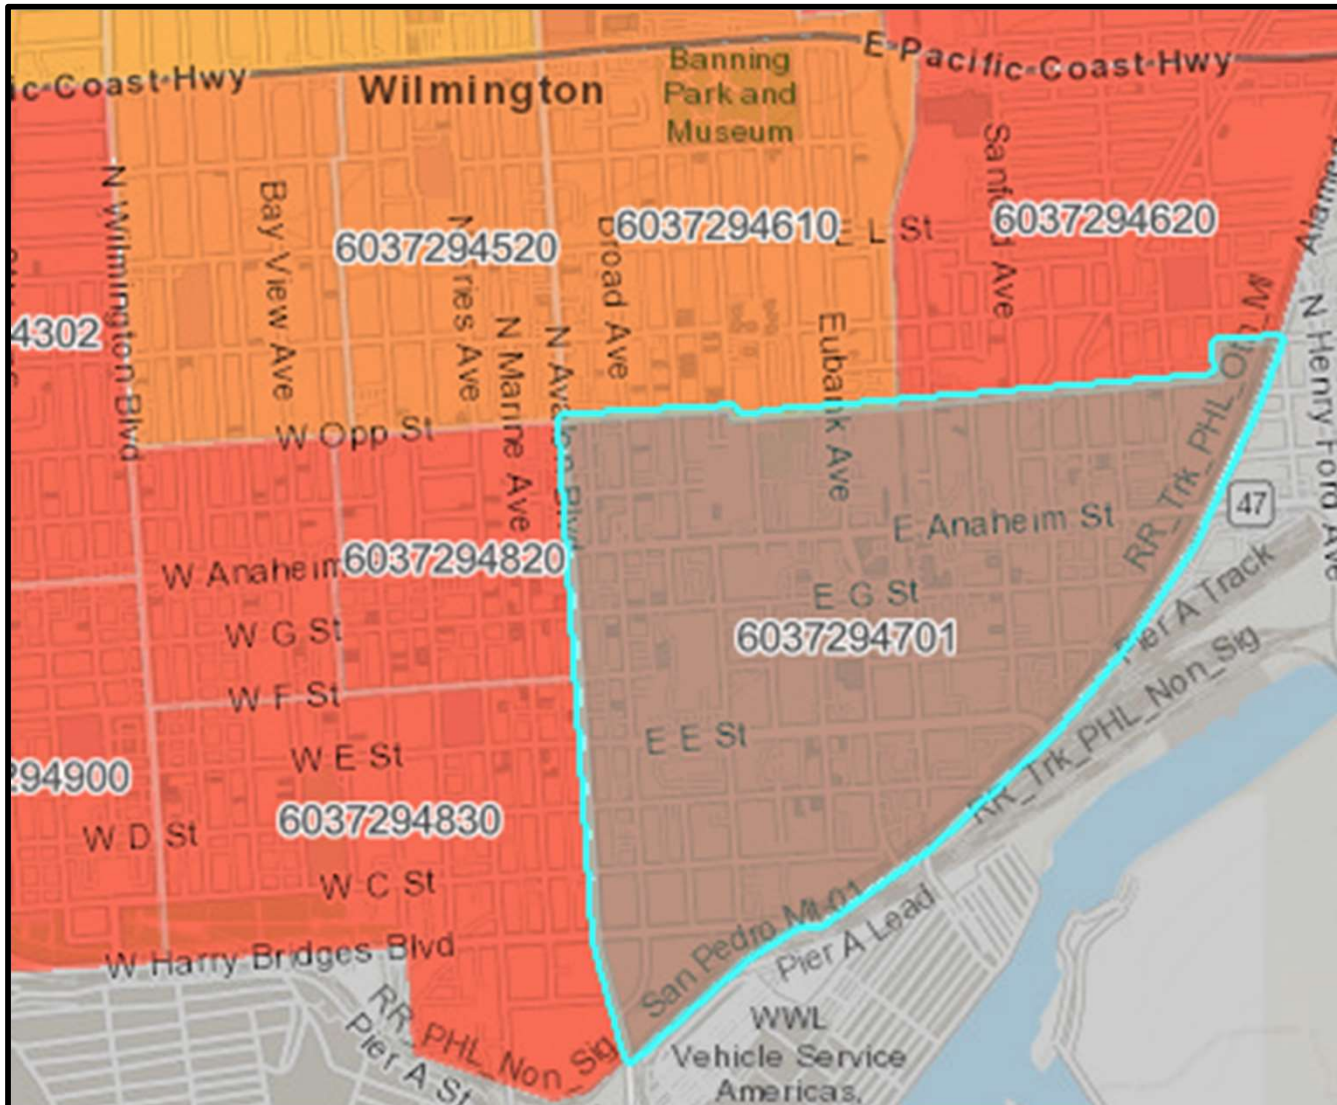 ic-Coast-Hwy
Wilmington
Banning
Park and
Museum
E-Pacific-Coast-Hwy
N Wilmington Blvd
Bay View Ave
6037294520
N Marine Ave
Broad Ave
6037294610
L St
6037294620
Sanford Ave
4302
Eubank Ave
N Avalon Blvd
N Henry Ford Ave
W Opp St
47
W Anaheim
6037294820
E Anaheim St
RR_Trk_PHL_Oth_M
W G St
E G St
6037294701
Pier A Track
W F St
W E St
E E St
RR_Trk_PHL_Non_Sig
294900
6037294830
W D St
W C St
San Pedro Mt-01
Pier A Lead
W Harry Bridges Blvd
RR_PHL_Non_Sig
Pier A St
WWL
Vehicle Service
Americas,